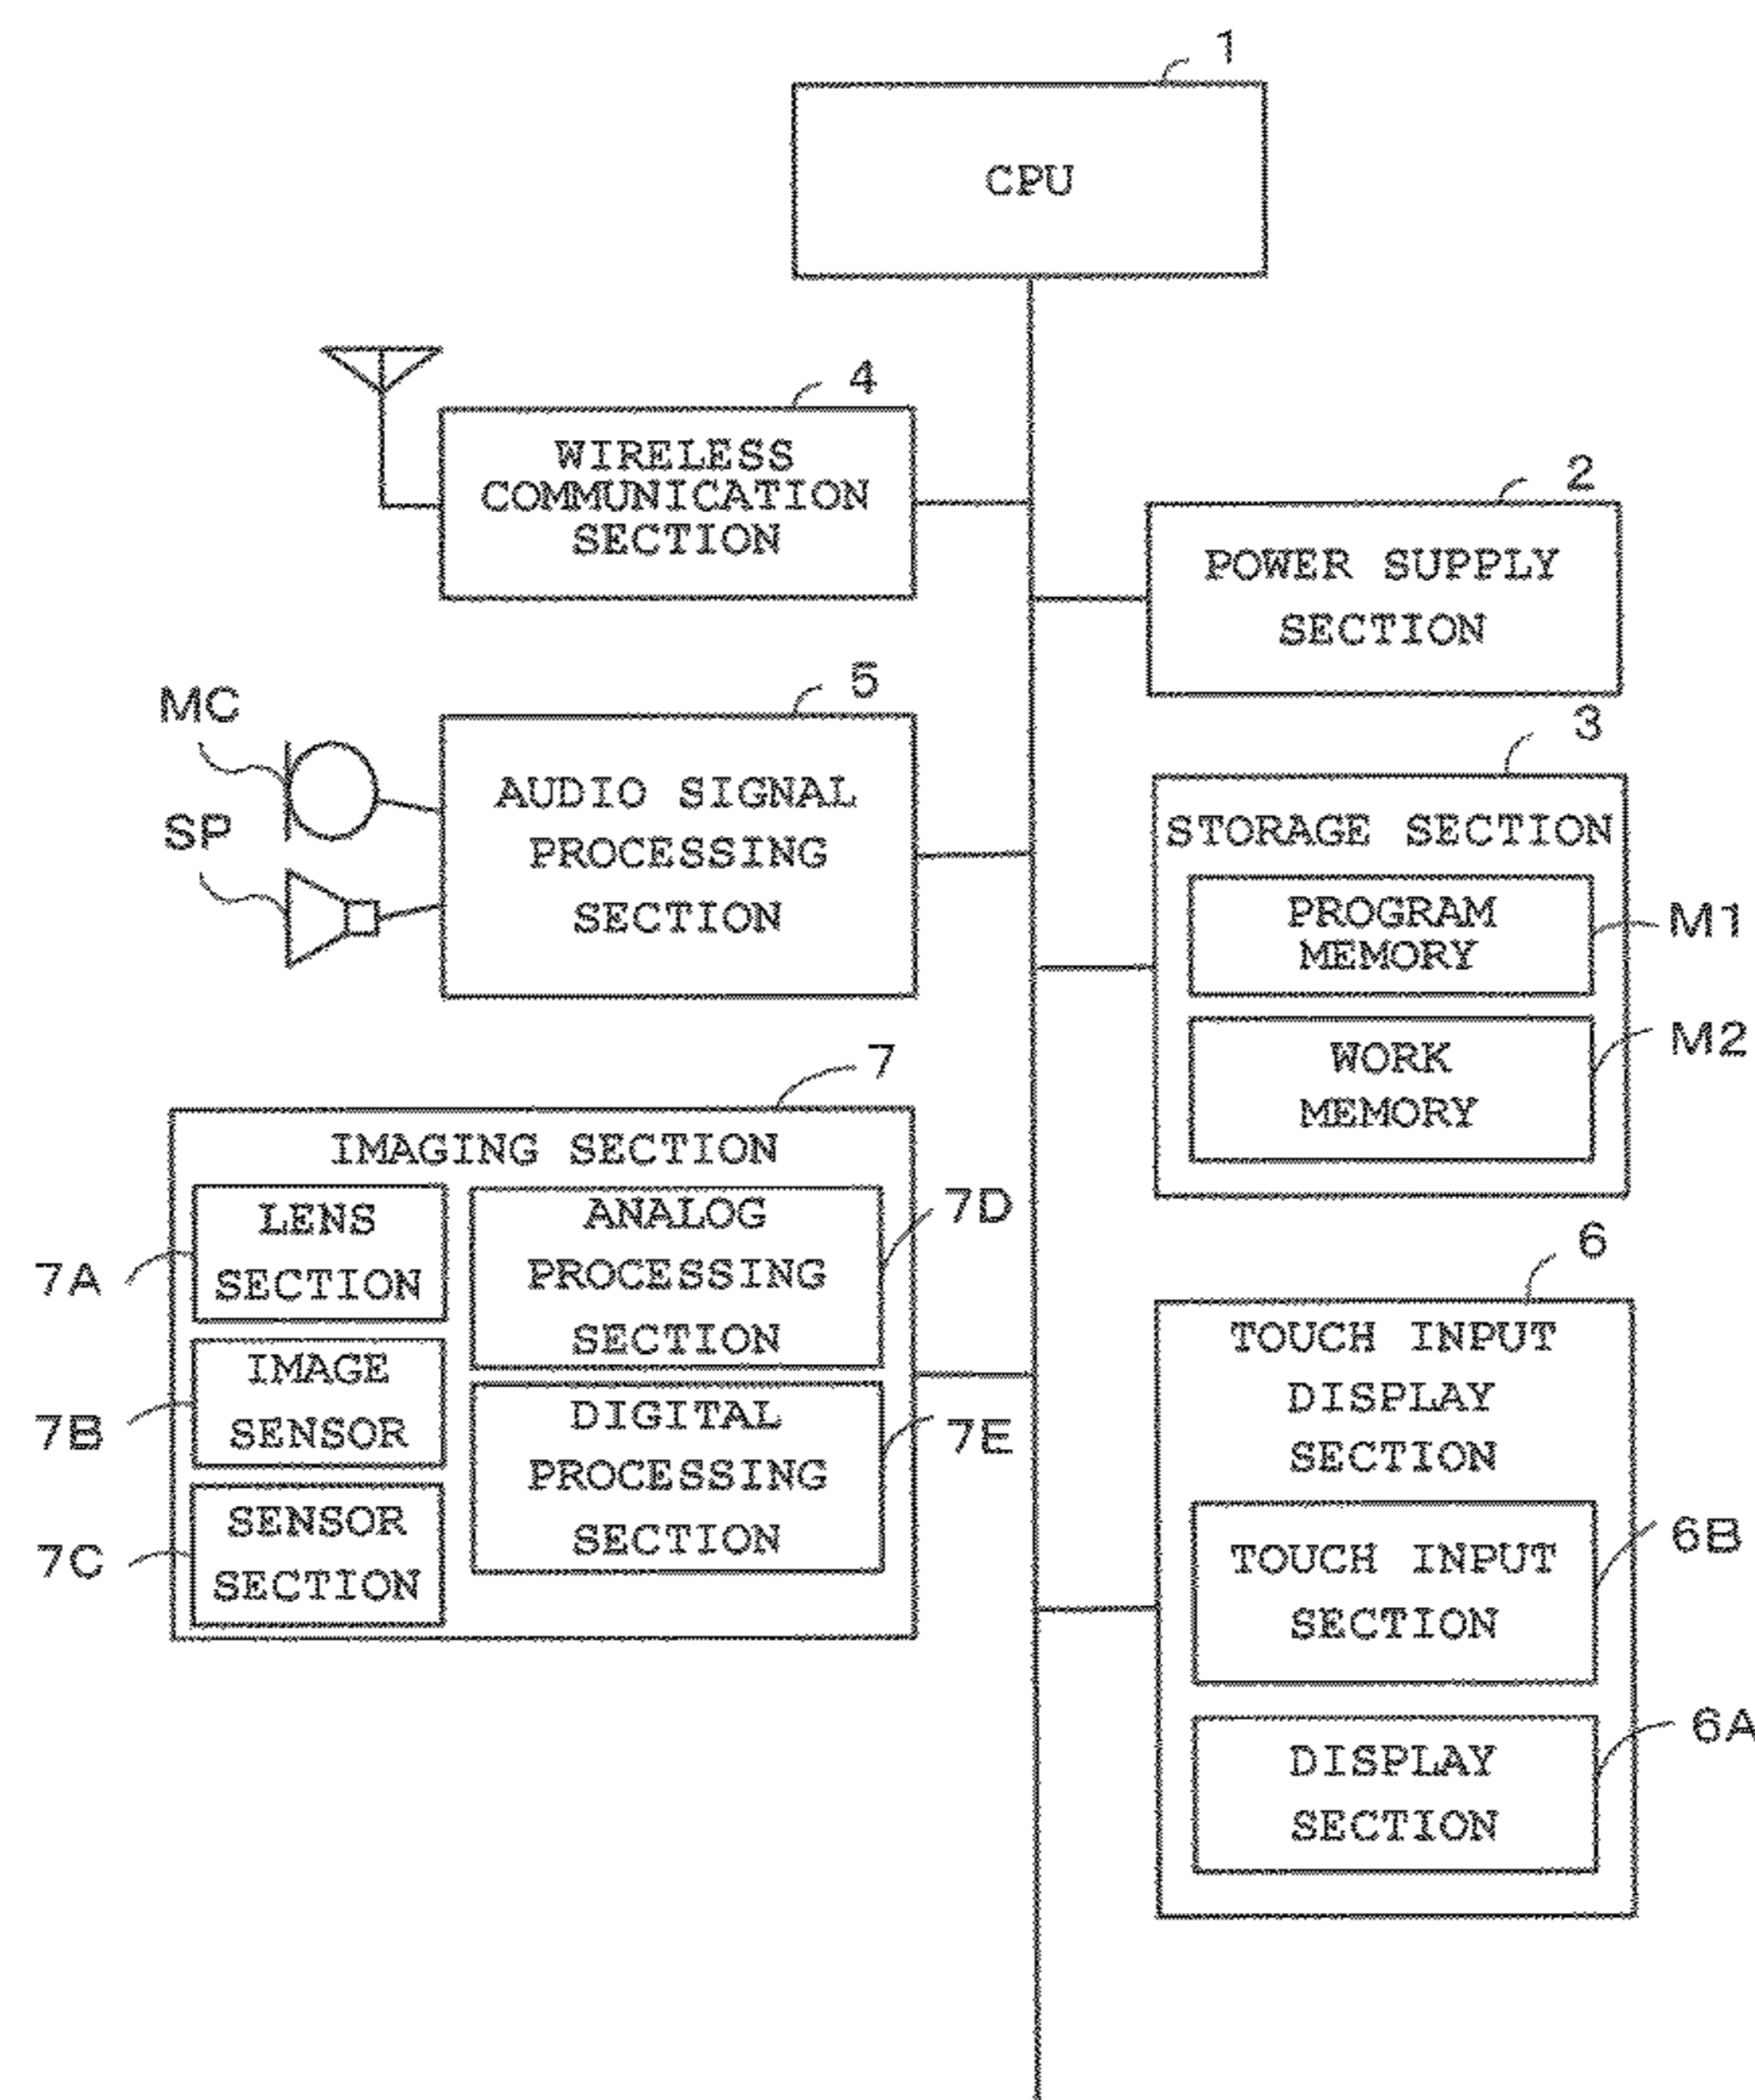 1
CPU
4
WIRELESS
COMMUNICATION
SECTION
2
POWER SUPPLY
SECTION
MC
SP
5
AUDIO SIGNAL
PROCESSING
SECTION
3
STORAGE SECTION
PROGRAM
MEMORY
M1
WORK
MEMORY
M2
7
IMAGING SECTION
7A
LENS
SECTION
7B
IMAGE
SENSOR
7C
SENSOR
SECTION
ANALOG
PROCESSING
SECTION
7D
DIGITAL
PROCESSING
SECTION
7E
6
TOUCH INPUT
DISPLAY
SECTION
TOUCH INPUT
SECTION
6B
DISPLAY
SECTION
6A